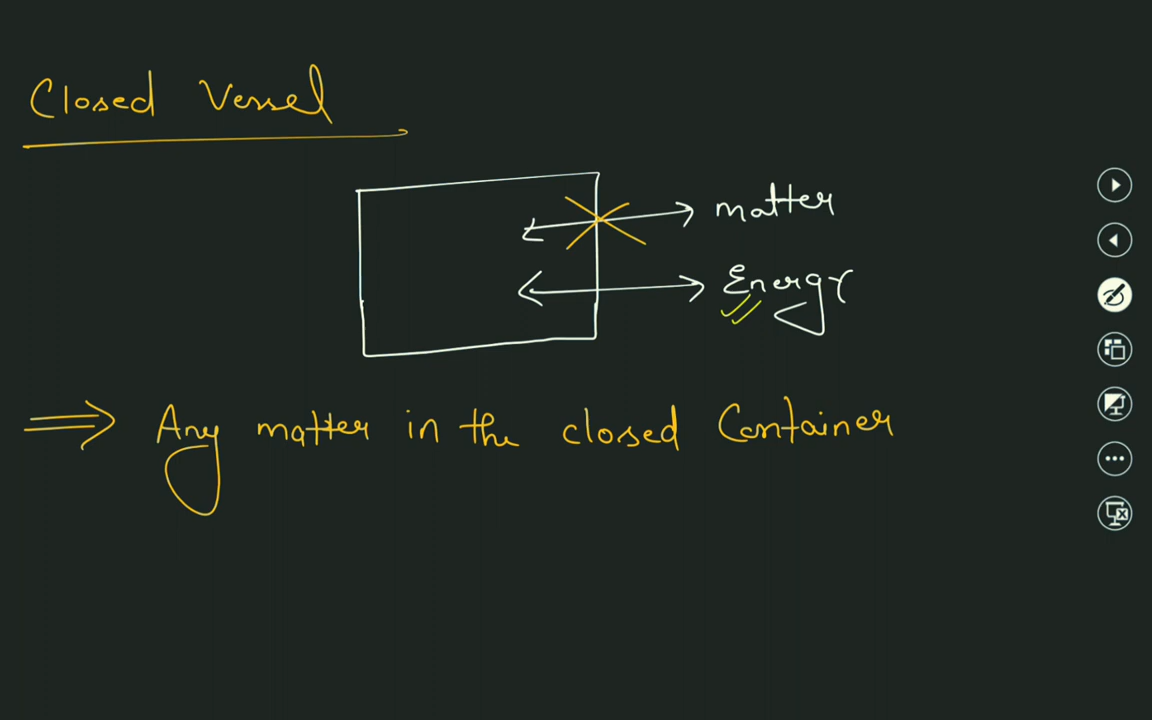 Closed Vessel
matter
Energy
⇒ Any matter in the closed Container